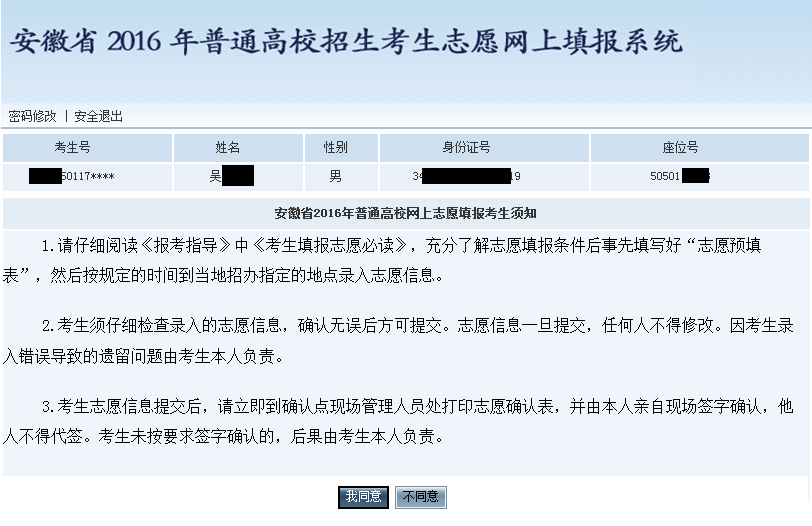 安徽省 2016 年普通高校招生考生志愿网上填报系统
密码修改 | 安全退出
考生号 姓名 性别 身份证号 座位号
50117**** 吴 男 34 19 50501
安徽省2016年普通高校网上志愿填报考生须知
1.请仔细阅读《报考指导》中《考生填报志愿必读》，充分了解志愿填报条件后事先填写好“志愿预填
表”，然后按规定的时间到当地招办指定的地点录入志愿信息。
2.考生须仔细检查录入的志愿信息，确认无误后方可提交。志愿信息一旦提交，任何人不得修改。因考生录
入错误导致的遗留问题由考生本人负责。
3.考生志愿信息提交后，请立即到确认点现场管理人员处打印志愿确认表，并由本人亲自现场签字确认，他
人不得代签。考生未按要求签字确认的，后果由考生本人负责。
我同意 不同意